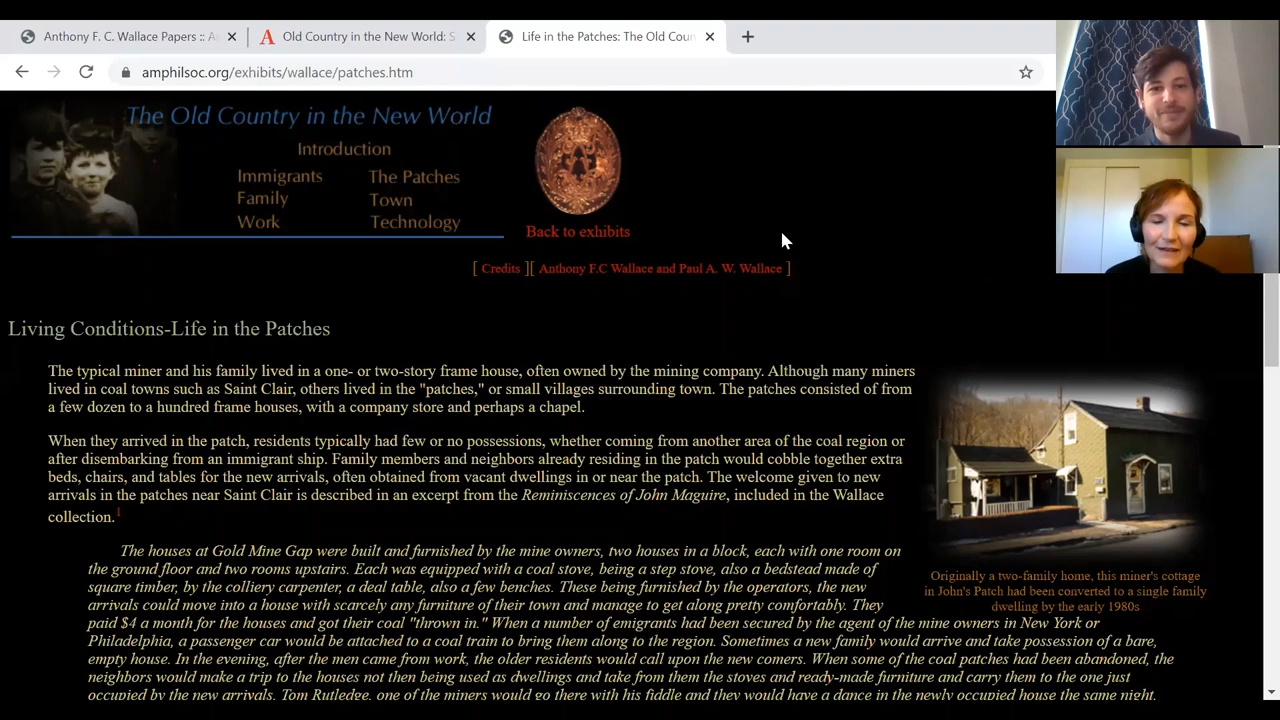 Anthony F. C. Wallace Papers :: A
Old Country in the New World: S
Life in the Patches: The Old Coun
amphilsoc.org/exhibits/wallace/patches.htm
The Old Country in the New World
Introduction
Immigrants The Patches
Family Town
Work Technology
Back to exhibits
[ Credits ][ Anthony F.C Wallace and Paul A. W. Wallace ]
Living Conditions-Life in the Patches
The typical miner and his family lived in a one- or two-story frame house, often owned by the mining company. Although many miners
lived in coal towns such as Saint Clair, others lived in the "patches," or small villages surrounding town. The patches consisted of from
a few dozen to a hundred frame houses, with a company store and perhaps a chapel.
When they arrived in the patch, residents typically had few or no possessions, whether coming from another area of the coal region or
after disembarking from an immigrant ship. Family members and neighbors already residing in the patch would cobble together extra
beds, chairs, and tables for the new arrivals, often obtained from vacant dwellings in or near the patch. The welcome given to new
arrivals in the patches near Saint Clair is described in an excerpt from the Reminiscences of John Maguire, included in the Wallace
collection.1
The houses at Gold Mine Gap were built and furnished by the mine owners, two houses in a block, each with one room on
the ground floor and two rooms upstairs. Each was equipped with a coal stove, being a step stove, also a bedstead made of
square timber, by the colliery carpenter, a deal table, also a few benches. These being furnished by the operators, the new
arrivals could move into a house with scarcely any furniture of their town and manage to get along pretty comfortably. They
paid $4 a month for the houses and got their coal "thrown in." When a number of emigrants had been secured by the agent of the mine owners in New York or
Philadelphia, a passenger car would be attached to a coal train to bring them along to the region. Sometimes a new family would arrive and take possession of a bare,
empty house. In the evening, after the men came from work, the older residents would call upon the new comers. When some of the coal patches had been abandoned, the
neighbors would make a trip to the houses not then being used as dwellings and take from them the stoves and ready-made furniture and carry them to the one just
occupied by the new arrivals. Tom Rutledge, one of the miners would go there with his fiddle and they would have a dance in the newly occupied house the same night.
Originally a two-family home, this miner's cottage
in John's Patch had been converted to a single family
dwelling by the early 1980s